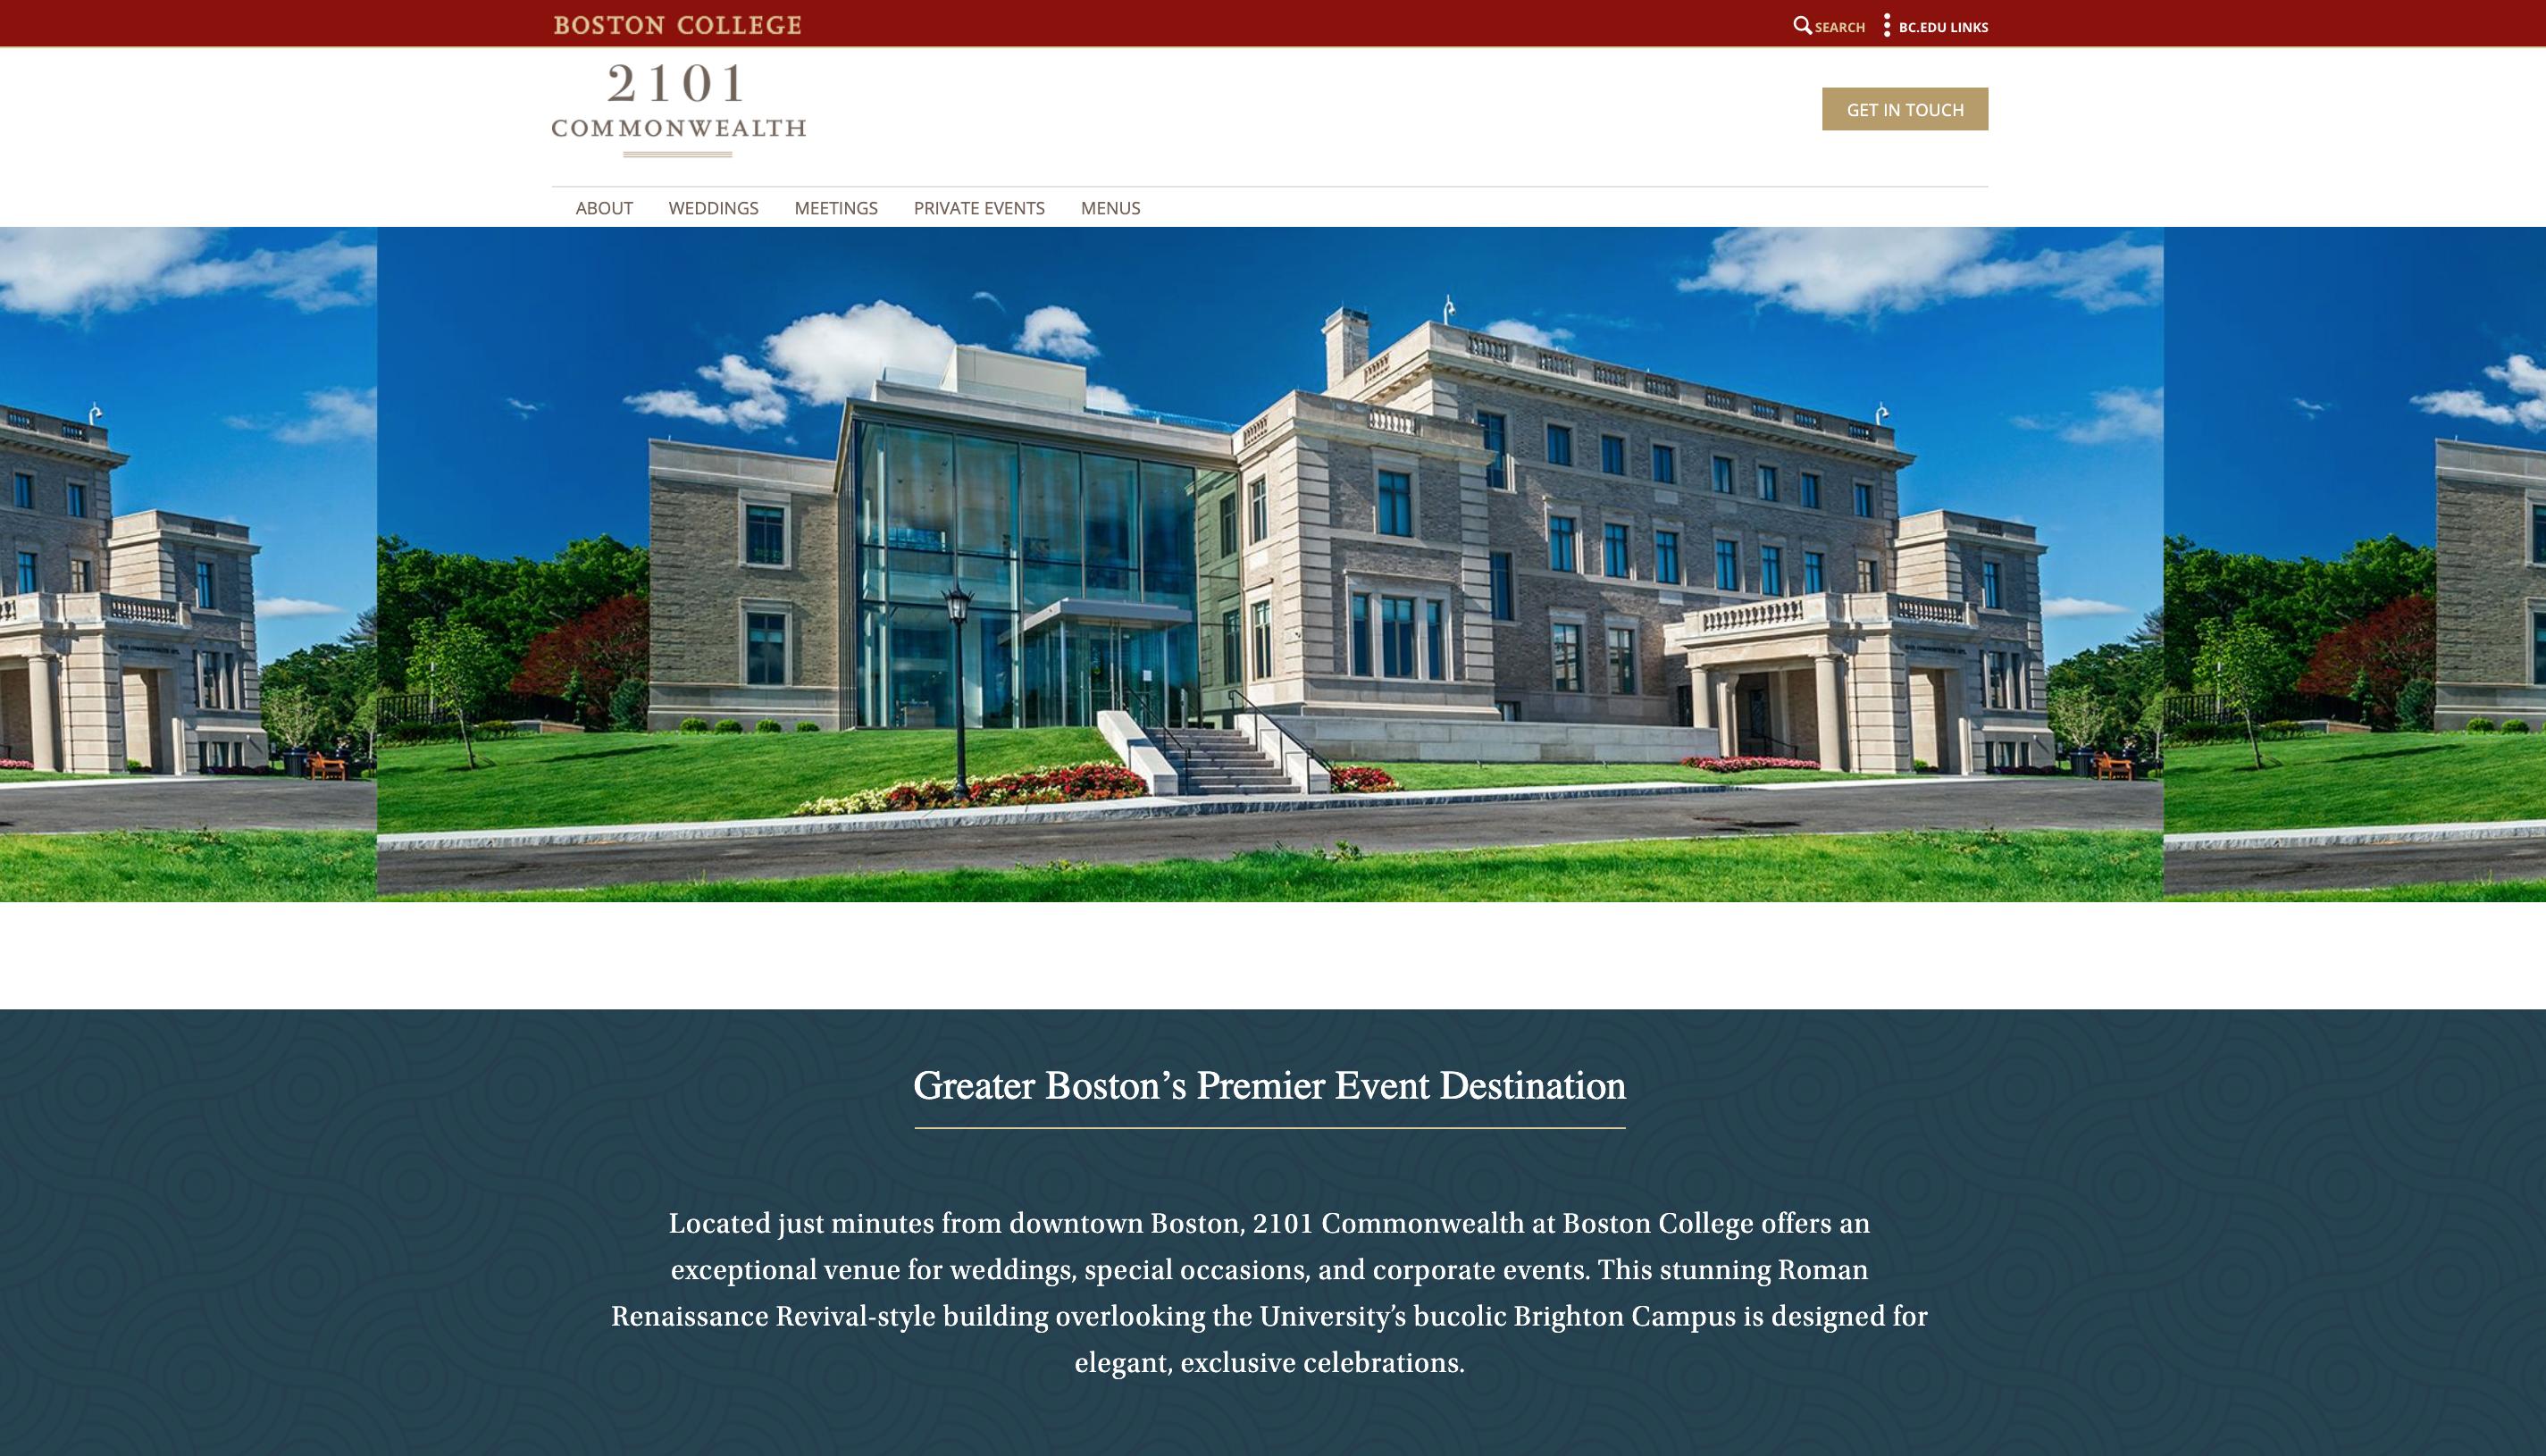 BOSTON COLLEGE
SEARCH
BC.EDU LINKS
2101
COMMONWEALTH
GET IN TOUCH
ABOUT WEDDINGS MEETINGS PRIVATE EVENTS MENUS
Greater Boston’s Premier Event Destination
Located just minutes from downtown Boston, 2101 Commonwealth at Boston College offers an
exceptional venue for weddings, special occasions, and corporate events. This stunning Roman
Renaissance Revival-style building overlooking the University’s bucolic Brighton Campus is designed for
elegant, exclusive celebrations.